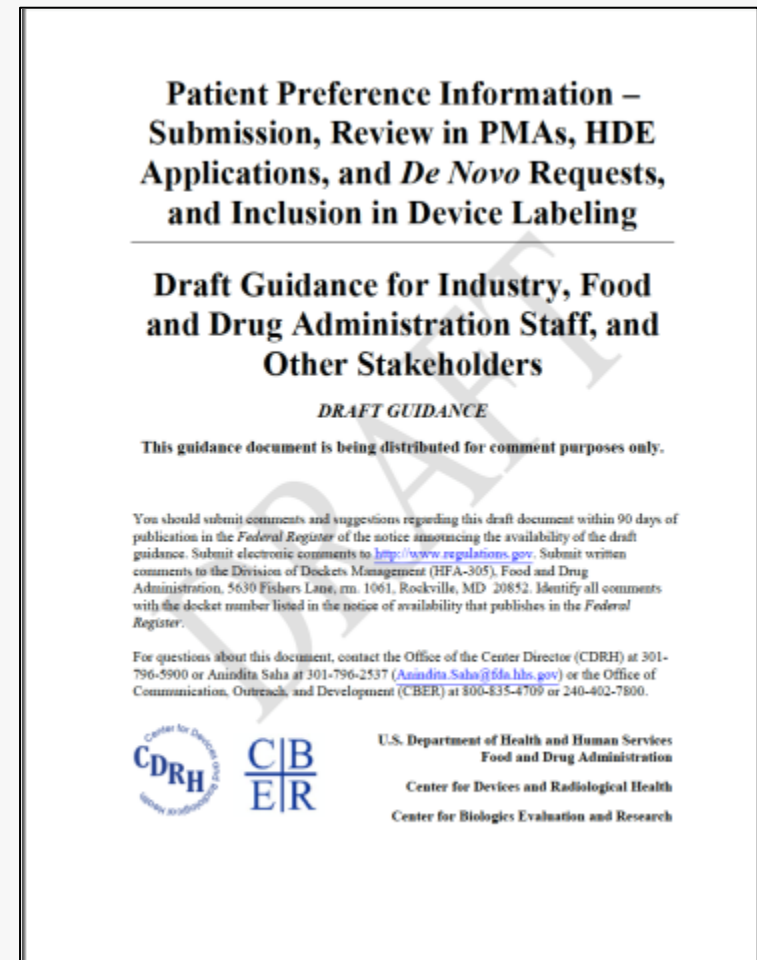 Patient Preference Information –
Submission, Review in PMAs, HDE
Applications, and De Novo Requests,
and Inclusion in Device Labeling
Draft Guidance for Industry, Food
and Drug Administration Staff, and
Other Stakeholders
DRAFT GUIDANCE
This guidance document is being distributed for comment purposes only.
You should submit comments and suggestions regarding this draft document within 90 days of
publication in the Federal Register of the notice announcing the availability of the draft
guidance. Submit electronic comments to http://www.regulations.gov. Submit written
comments to the Division of Dockets Management (HFA-305), Food and Drug
Administration, 5630 Fishers Lane, rm. 1061, Rockville, MD 20852. Identify all comments
with the docket number listed in the notice of availability that publishes in the Federal
Register.
For questions about this document, contact the Office of the Center Director (CDRH) at 301-
796-5900 or Anindita Saha at 301-796-2537 (Anindita.Saha@fda.hhs.gov) or the Office of
Communication, Outreach, and Development (CBER) at 800-835-4709 or 240-402-7800.
DRAFT
Center for Devices and Radiological Health
CDRH
CB
ER
U.S. Department of Health and Human Services
Food and Drug Administration
Center for Devices and Radiological Health
Center for Biologics Evaluation and Research